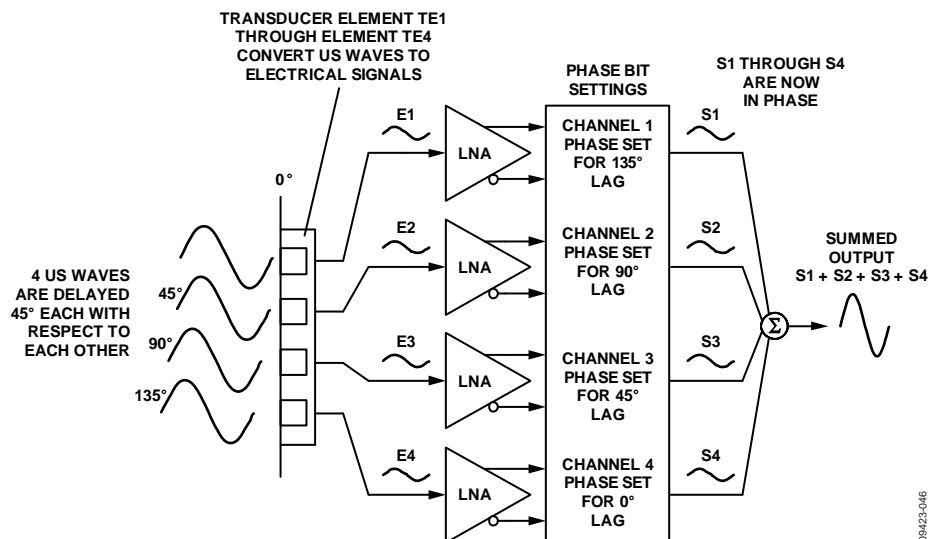 TRANSDUCER ELEMENT TE1
THROUGH ELEMENT TE4
CONVERT US WAVES TO
ELECTRICAL SIGNALS
PHASE BIT
SETTINGS
S1 THROUGH S4
ARE NOW
IN PHASE
0°
4 US WAVES
ARE DELAYED
45° EACH WITH
RESPECT TO
EACH OTHER
45°
90°
135°
E1
LNA
CHANNEL 1
PHASE SET
FOR 135°
LAG
S1
E2
LNA
CHANNEL 2
PHASE SET
FOR 90°
LAG
S2
E3
LNA
CHANNEL 3
PHASE SET
FOR 45°
LAG
S3
E4
LNA
CHANNEL 4
PHASE SET
FOR 0°
LAG
S4
Σ
SUMMED
OUTPUT
S1 + S2 + S3 + S4
09423-046